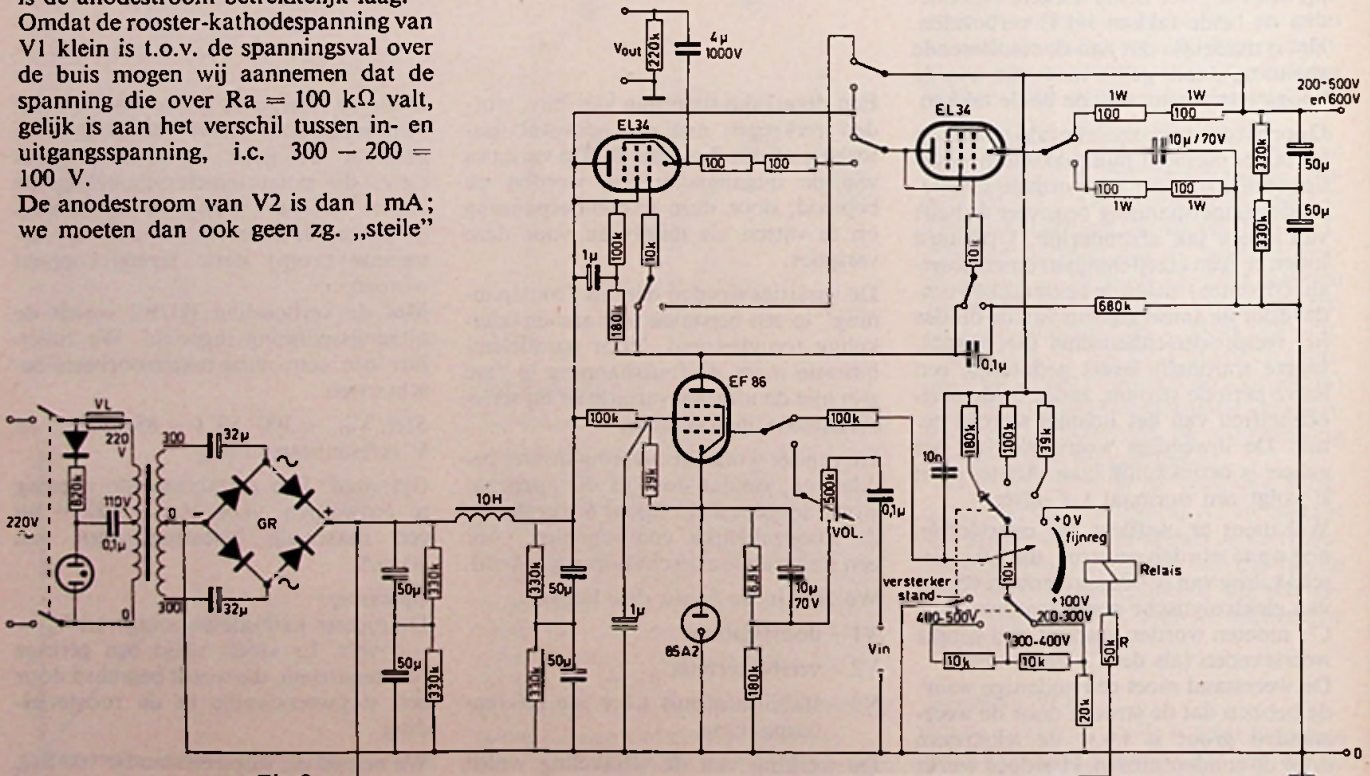 is de anodestroom betrekkelijk laag.
Omdat de rooster-kathodespanning van
V1 klein is t.o.v. de spanningsval over
de buis mogen wij aannemen dat de
spanning die over Ra = 100 kΩ valt,
gelijk is aan het verschil tussen in- en
uitgangsspanning, i.c. 300 – 200 =
100 V.
De anodestroom van V2 is dan 1 mA;
we moeten dan ook geen zg. „steile”
Vout
220k
4µ
1000V
EL34
100
100
EL34
1W
1W
100
100
10µ / 70V
100
100
1W
1W
200÷500V
en 600V
330k
50µ
330k
50µ
100k
10k
1µ
180k
10k
680k
0,1µ
EF 86
100k
39k
1µ
100k
500k
VOL.
0,1µ
10n
180k
100k
39k
VL
220
V
820k
110V
0,1µ
220V
0
300
0
300
32µ
32µ
GR
−
+
10H
50µ
330k
50µ
330k
330k
50µ
330k
50µ
6,8k
10µ
70V
85A2
180k
Vin
versterker
stand
10k
+0V
fijnreg
+100V
400-500V
300-400V
200-300V
10k
10k
20k
Relais
50k
R
0